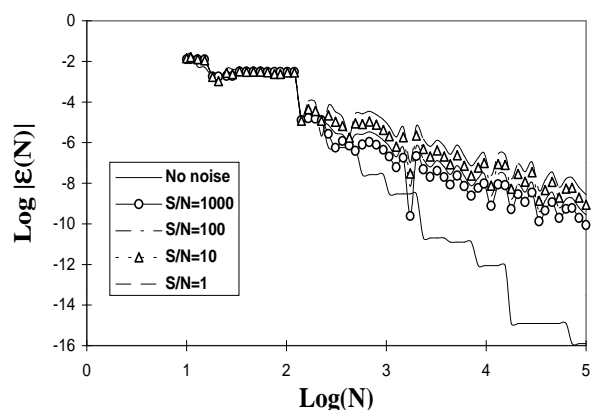 0
-2
-4
-6
-8
-10
-12
-14
-16
Log |ε(N)|
No noise
S/N=1000
S/N=100
S/N=10
S/N=1
0
1
2
3
4
5
Log(N)